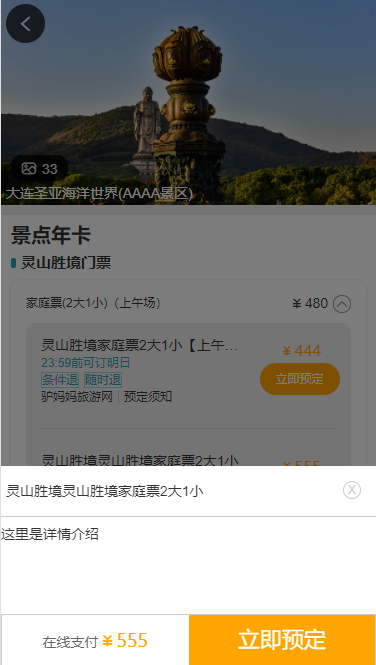 33
大连圣亚海洋世界(AAAA景区)
景点年卡
灵山胜境门票
家庭票(2大1小)（上午场） ¥ 480
灵山胜境家庭票2大1小【上午... ¥ 444
23:59前可订明日
条件退 随时退 立即预定
驴妈妈旅游网 预定须知
灵山胜境灵山胜境家庭票2大1小 ¥ 555
灵山胜境灵山胜境家庭票2大1小 X
这里是详情介绍
在线支付 ¥ 555 立即预定